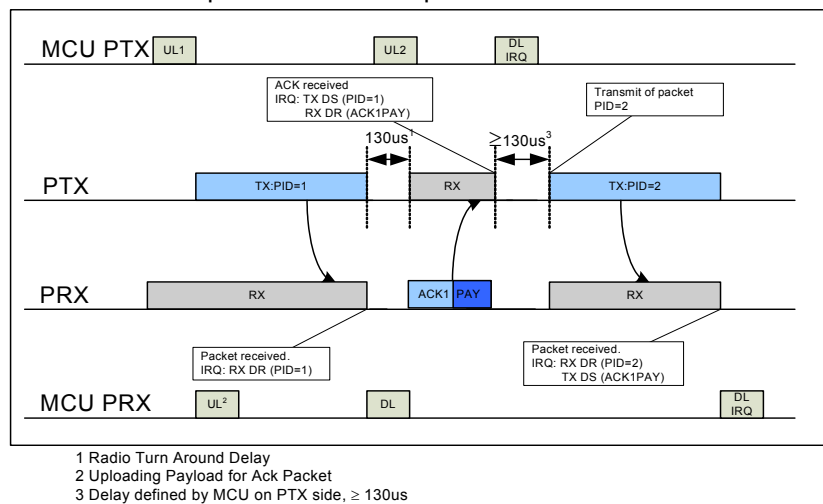 MCU PTX
UL1
UL2
DL
IRQ
ACK received
IRQ: TX DS (PID=1)
RX DR (ACK1PAY)
Transmit of packet
PID=2
130us1
≥130us3
PTX
TX:PID=1
RX
TX:PID=2
PRX
RX
ACK1 PAY
RX
Packet received.
IRQ: RX DR (PID=1)
Packet received.
IRQ: RX DR (PID=2)
TX DS (ACK1PAY)
MCU PRX
UL2
DL
DL
IRQ
1 Radio Turn Around Delay
2 Uploading Payload for Ack Packet
3 Delay defined by MCU on PTX side, ≥ 130us